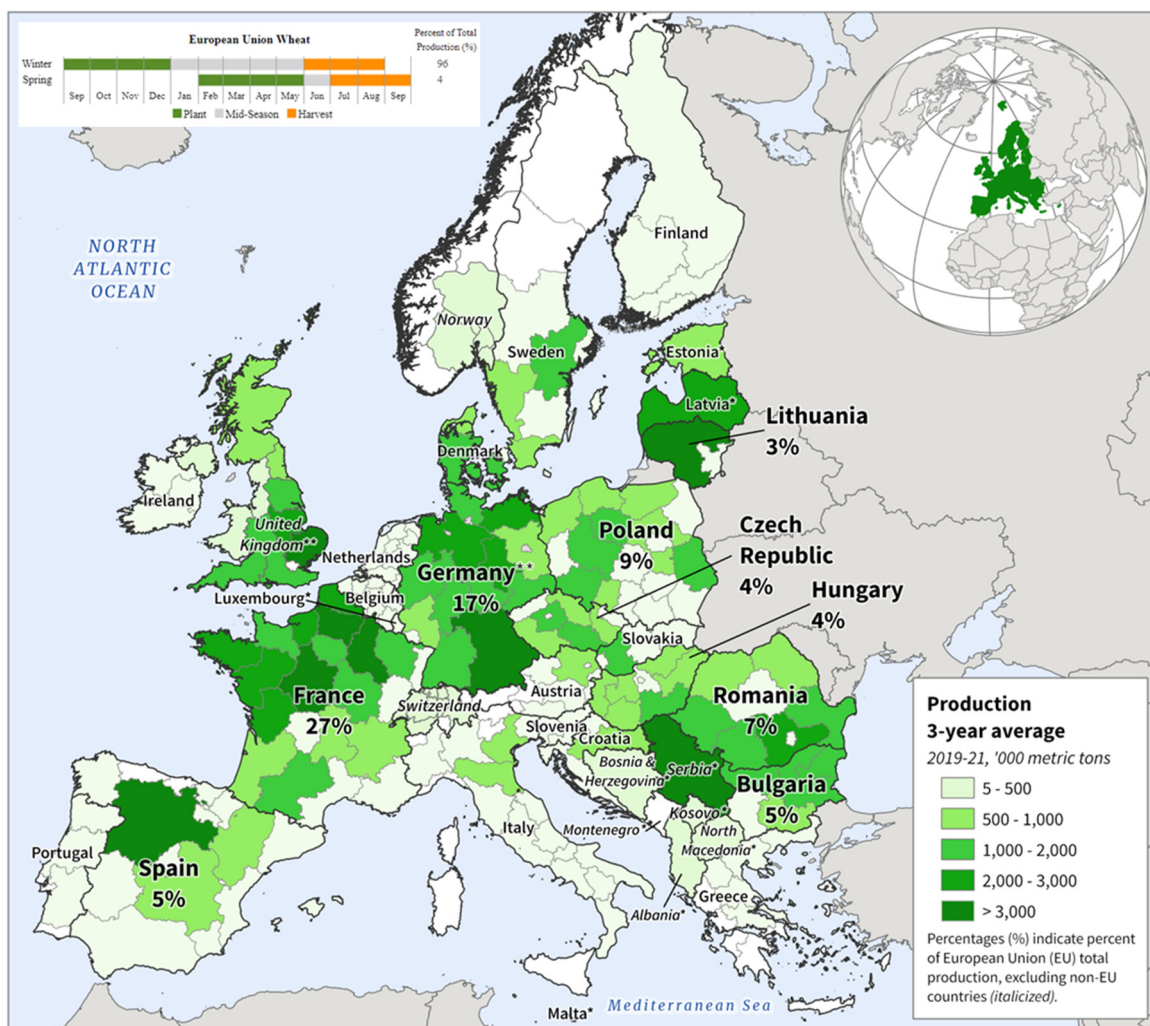 European Union Wheat
Percent of Total
Production (%)
Winter
96
Spring
4
Sep Oct Nov Dec Jan Feb Mar Apr May Jun Jul Aug Sep
Plant Mid-Season Harvest
NORTH
ATLANTIC
OCEAN
Finland
Norway
Sweden
Estonia*
Latvia*
Lithuania
3%
Denmark
Ireland
United
Kingdom**
Netherlands
Poland
9%
Czech
Republic
4%
Germany**
17%
Hungary
4%
Luxembourg*
Belgium
Slovakia
France
27%
Austria
Switzerland
Romania
7%
Slovenia
Croatia
Bosnia &
Herzegovina*
Serbia*
Bulgaria
5%
Kosovo*
Montenegro*
North
Macedonia*
Italy
Portugal
Spain
5%
Albania*
Greece
Malta*
Mediterranean Sea
Production
3-year average
2019-21, '000 metric tons
5 - 500
500 - 1,000
1,000 - 2,000
2,000 - 3,000
> 3,000
Percentages (%) indicate percent
of European Union (EU) total
production, excluding non-EU
countries (italicized).